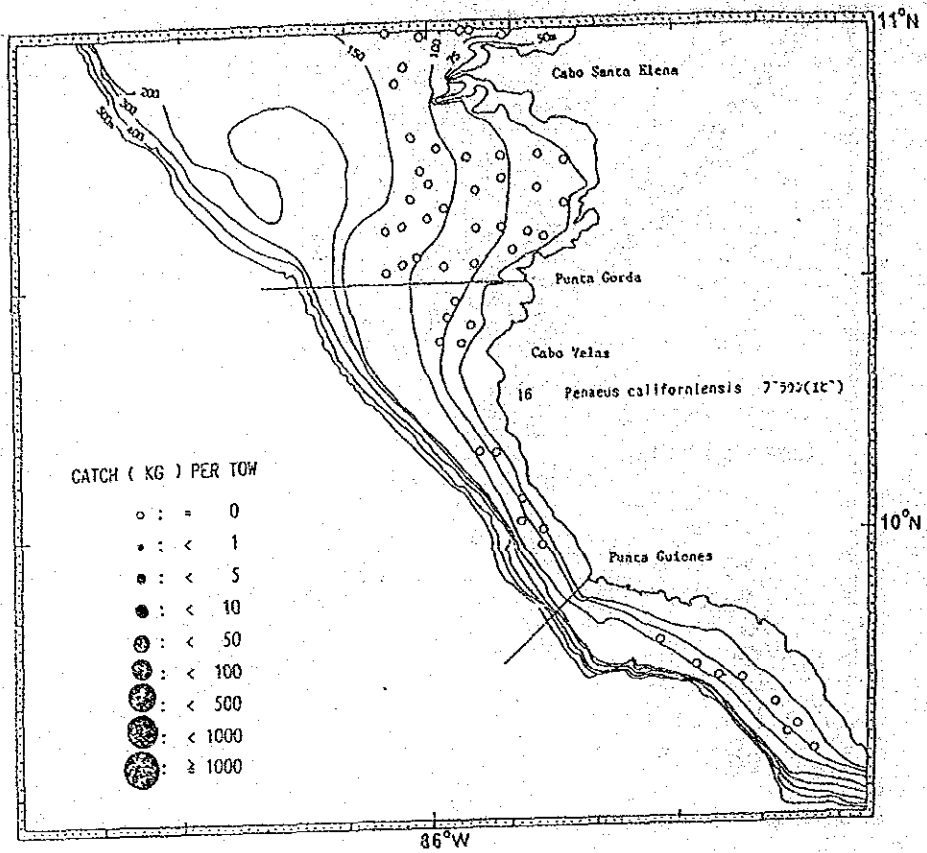 11°N
50m
75
100
150
200
300
400
500m
Cabo Santa Elena
Punta Gorda
Cabo Velas
16 Penaeus californiensis
CATCH ( KG ) PER TOW
○ : = 0
• : < 1
● : < 5
● : < 10
● : < 50
● : < 100
● : < 500
● : < 1000
● : ≥ 1000
10°N
Punta Guiones
86°W